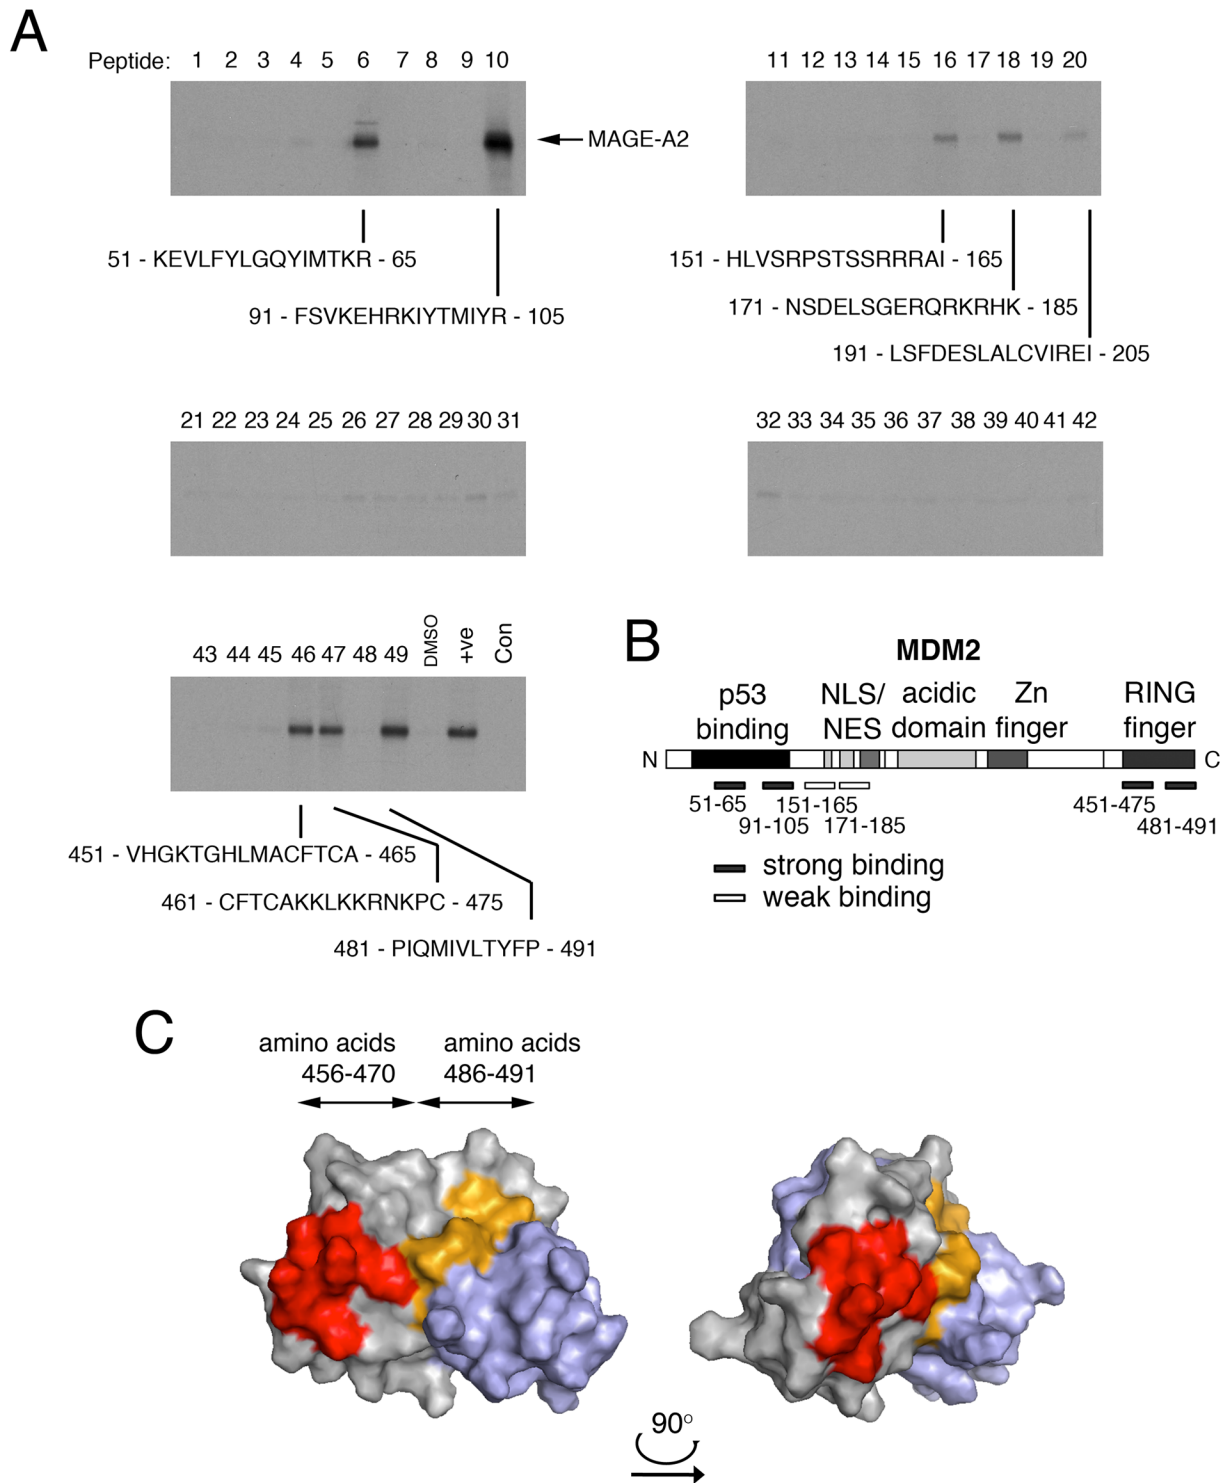 A
Peptide: 1 2 3 4 5 6 7 8 9 10
MAGE-A2
51 - KEVLFYLGQYIMTKR - 65
91 - FSVKEHRKIYTMIYR - 105
11 12 13 14 15 16 17 18 19 20
151 - HLVSRPSTSSRRRAI - 165
171 - NSDELSGERQRKRHK - 185
191 - LSFDESLALCVIREI - 205
21 22 23 24 25 26 27 28 29 30 31
32 33 34 35 36 37 38 39 40 41 42
43 44 45 46 47 48 49 DMSO +ve Con
451 - VHGKTGHLMACFTCA - 465
461 - CFTCAKKLKKRNKPC - 475
481 - PIQMIVLTYFP - 491
B
MDM2
p53 binding
NLS/ NES
acidic domain
Zn finger
RING finger
N
C
51-65
91-105
151-165
171-185
451-475
481-491
strong binding
weak binding
C
amino acids 456-470
amino acids 486-491
90°